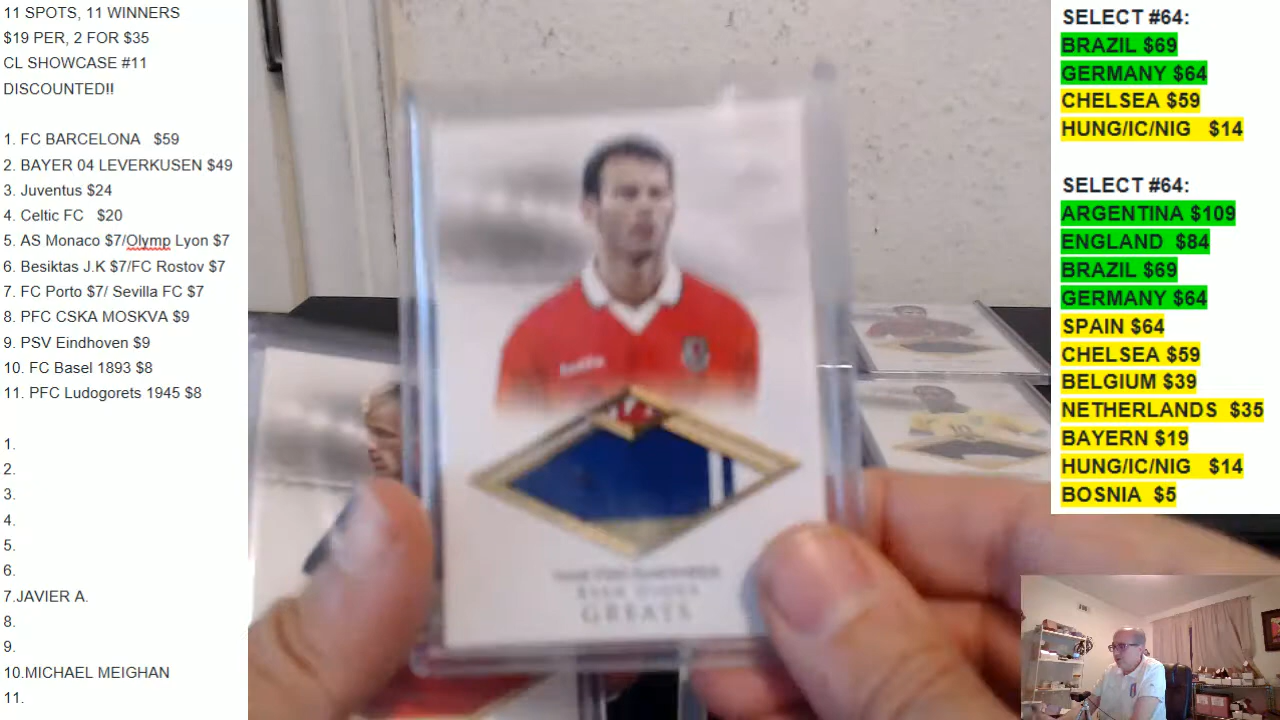 11 SPOTS, 11 WINNERS
$19 PER, 2 FOR $35
CL SHOWCASE #11
DISCOUNTED!!
1. FC BARCELONA $59
2. BAYER 04 LEVERKUSEN $49
3. Juventus $24
4. Celtic FC $20
5. AS Monaco $7/Olymp Lyon $7
6. Besiktas J.K $7/FC Rostov $7
7. FC Porto $7/ Sevilla FC $7
8. PFC CSKA MOSKVA $9
9. PSV Eindhoven $9
10. FC Basel 1893 $8
11. PFC Ludogorets 1945 $8
1.
2.
3.
4.
5.
6.
7.JAVIER A.
8.
9.
10.MICHAEL MEIGHAN
11.
GREATS
SELECT #64:
BRAZIL $69
GERMANY $64
CHELSEA $59
HUNG/IC/NIG $14
SELECT #64:
ARGENTINA $109
ENGLAND $84
BRAZIL $69
GERMANY $64
SPAIN $64
CHELSEA $59
BELGIUM $39
NETHERLANDS $35
BAYERN $19
HUNG/IC/NIG $14
BOSNIA $5